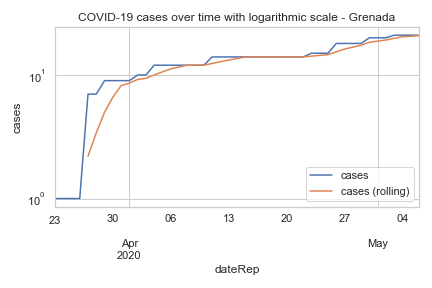 COVID-19 cases over time with logarithmic scale - Grenada
cases
10¹
10⁰
cases
cases (rolling)
23 30 06 13 20 27 04
Apr May
2020
dateRep